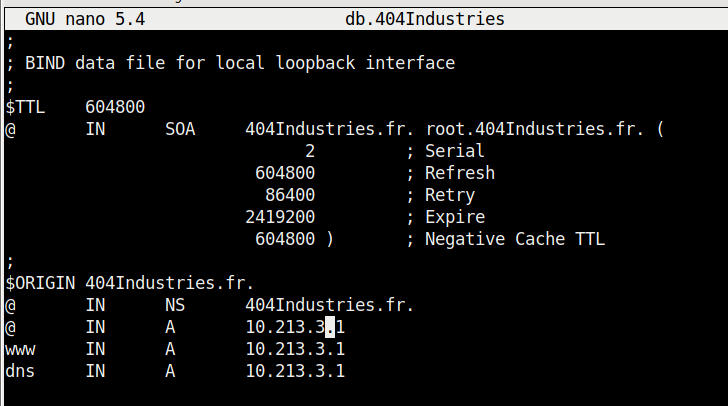 GNU nano 5.4 db.404Industries
;
; BIND data file for local loopback interface
;
$TTL 604800
@ IN SOA 404Industries.fr. root.404Industries.fr. (
2 ; Serial
604800 ; Refresh
86400 ; Retry
2419200 ; Expire
604800 ) ; Negative Cache TTL
;
$ORIGIN 404Industries.fr.
@ IN NS 404Industries.fr.
@ IN A 10.213.3.1
www IN A 10.213.3.1
dns IN A 10.213.3.1